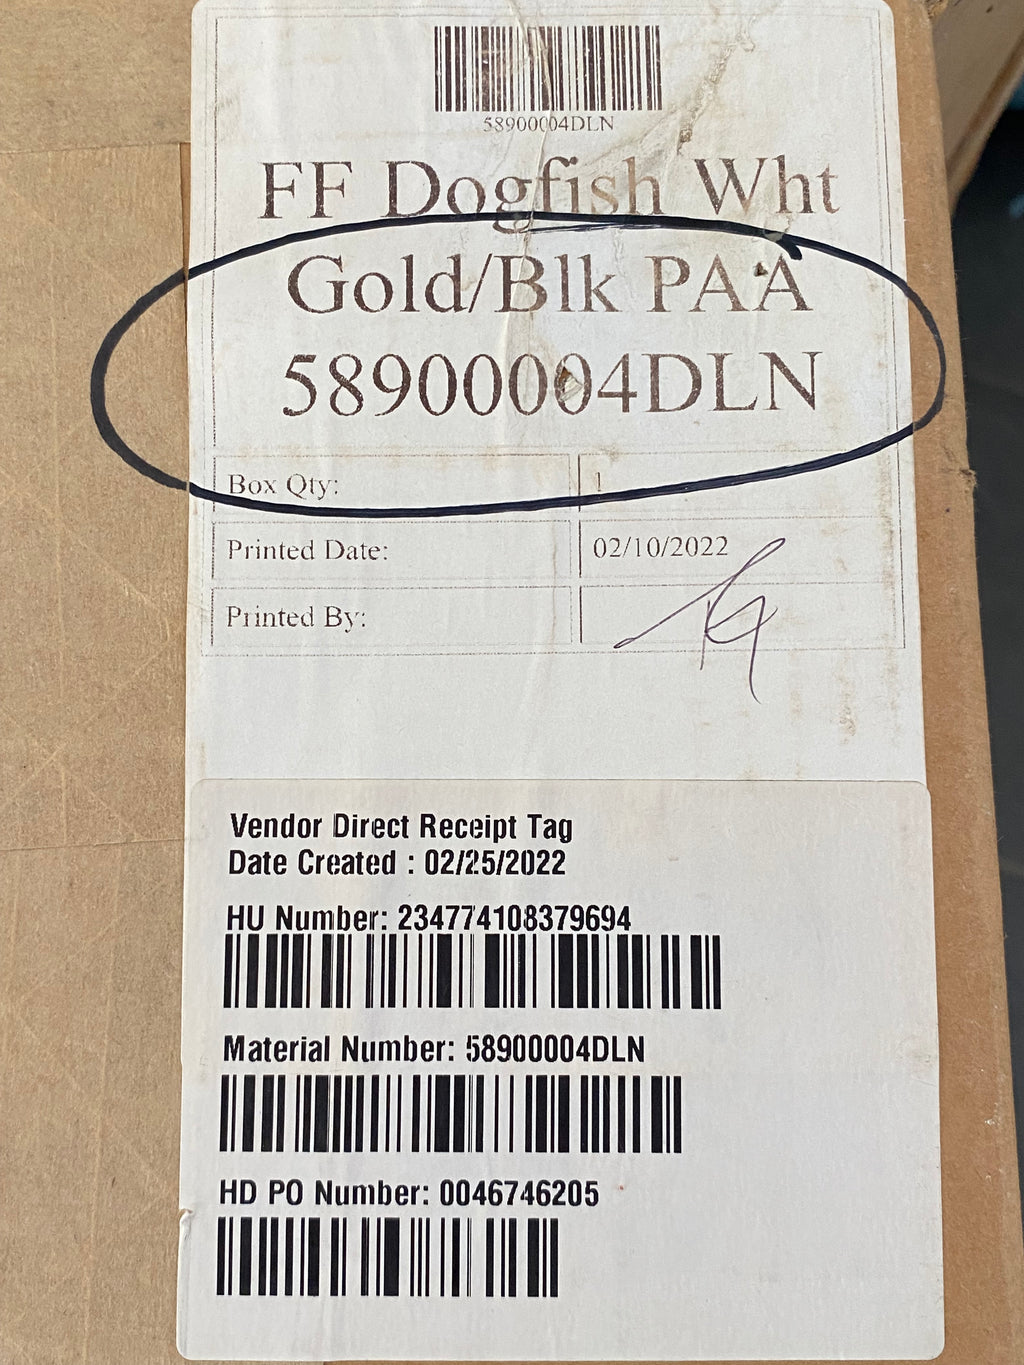 58900004DLN
FF Dogfish Wht
Gold/Blk PAA
58900004DLN
Box Qty: 1
Printed Date: 02/10/2022
Printed By:
Vendor Direct Receipt Tag
Date Created : 02/25/2022
HU Number: 234774108379694
Material Number: 58900004DLN
HD PO Number: 0046746205